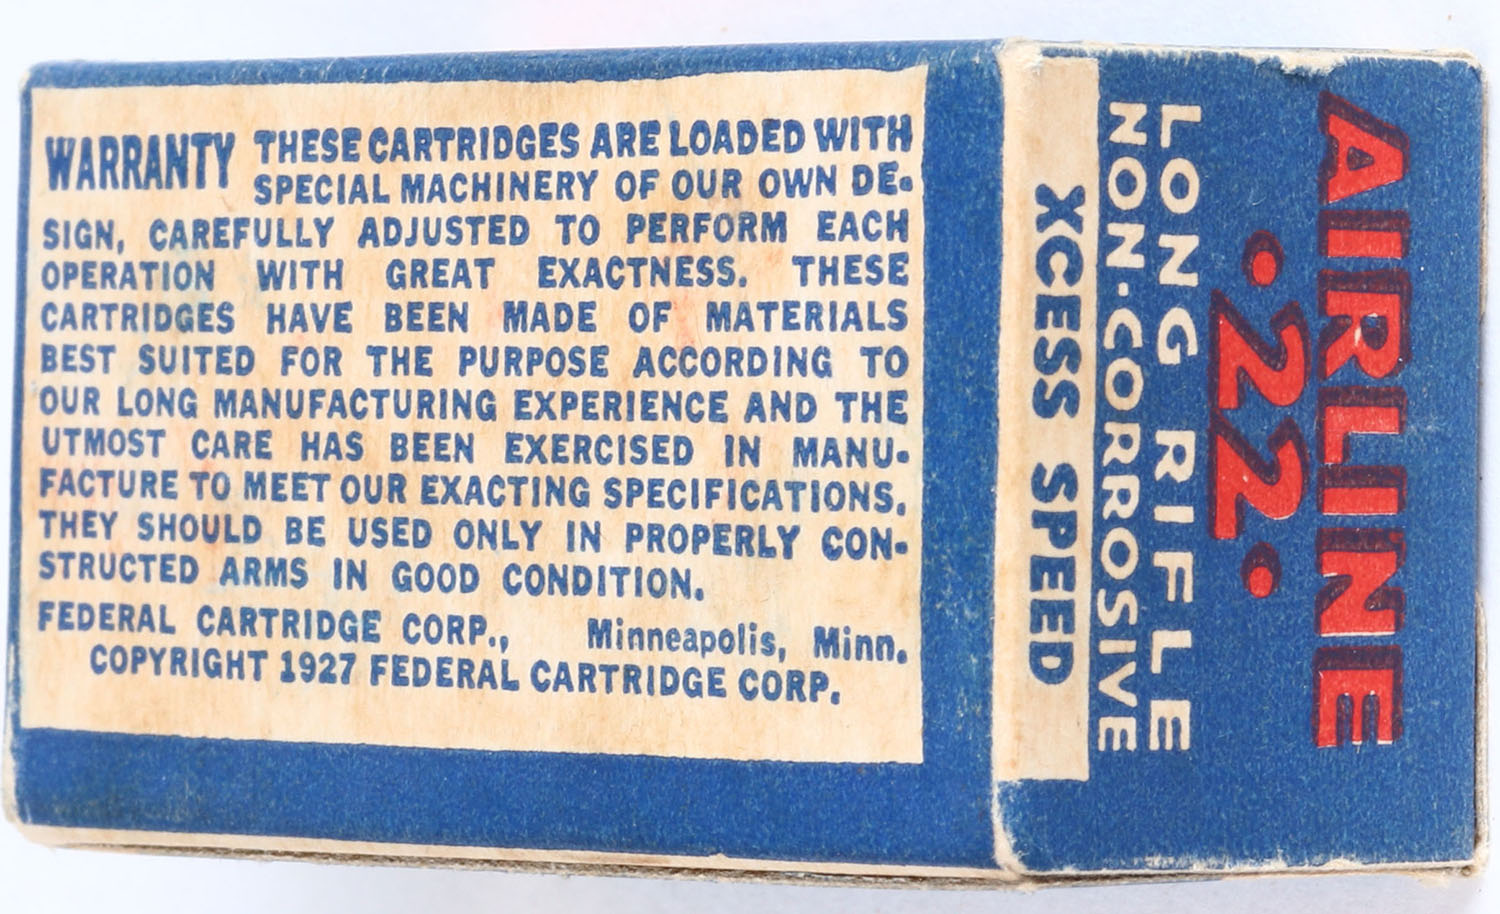 WARRANTY THESE CARTRIDGES ARE LOADED WITH
SPECIAL MACHINERY OF OUR OWN DE-
SIGN, CAREFULLY ADJUSTED TO PERFORM EACH
OPERATION WITH GREAT EXACTNESS. THESE
CARTRIDGES HAVE BEEN MADE OF MATERIALS
BEST SUITED FOR THE PURPOSE ACCORDING TO
OUR LONG MANUFACTURING EXPERIENCE AND THE
UTMOST CARE HAS BEEN EXERCISED IN MANU-
FACTURE TO MEET OUR EXACTING SPECIFICATIONS.
THEY SHOULD BE USED ONLY IN PROPERLY CON-
STRUCTED ARMS IN GOOD CONDITION.
FEDERAL CARTRIDGE CORP., Minneapolis, Minn.
COPYRIGHT 1927 FEDERAL CARTRIDGE CORP.
AIRLINE
·22·
LONG RIFLE
NON-CORROSIVE
XCESS SPEED